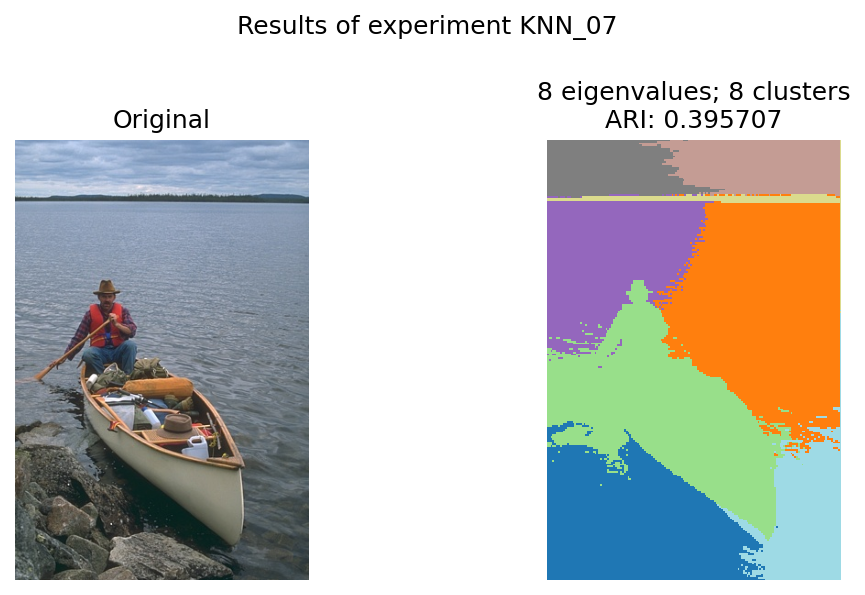 Results of experiment KNN_07
Original
8 eigenvalues; 8 clusters
ARI: 0.395707